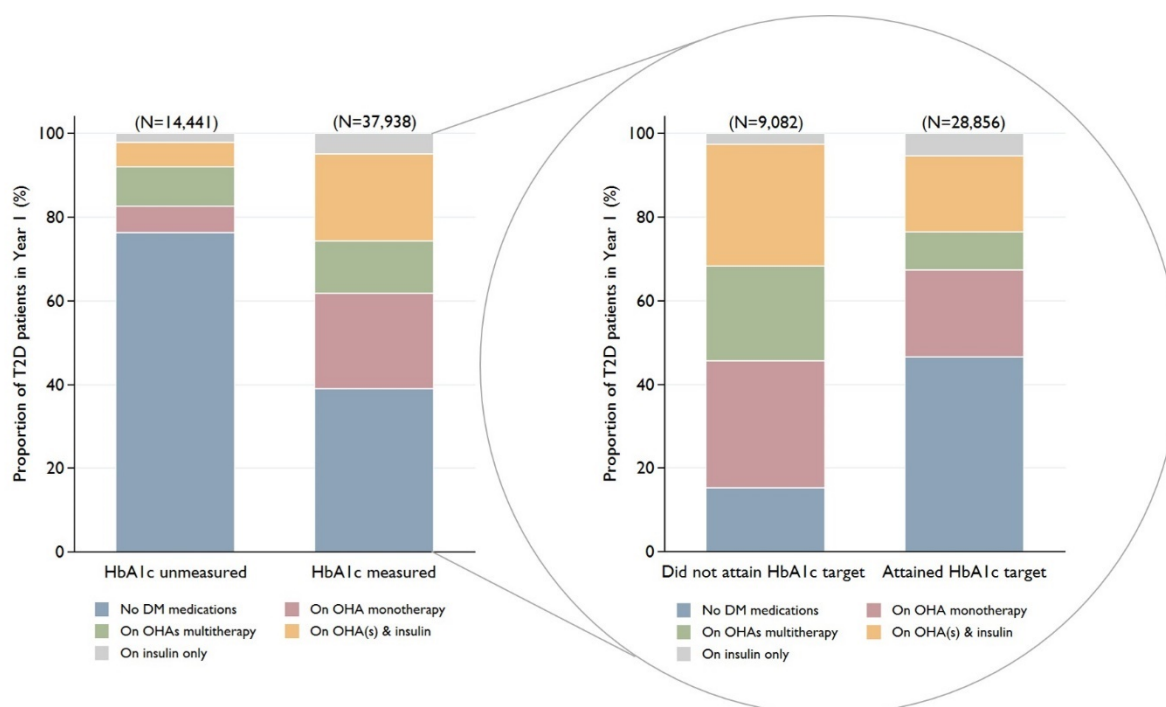 (N=14,441)
(N=37,938)
100
80
60
40
20
0
Proportion of T2D patients in Year 1 (%)
HbA1c unmeasured
HbA1c measured
No DM medications
On OHA monotherapy
On OHAs multitherapy
On OHA(s) & insulin
On insulin only
(N=9,082)
(N=28,856)
100
80
60
40
20
0
Proportion of T2D patients in Year 1 (%)
Did not attain HbA1c target
Attained HbA1c target
No DM medications
On OHA monotherapy
On OHAs multitherapy
On OHA(s) & insulin
On insulin only